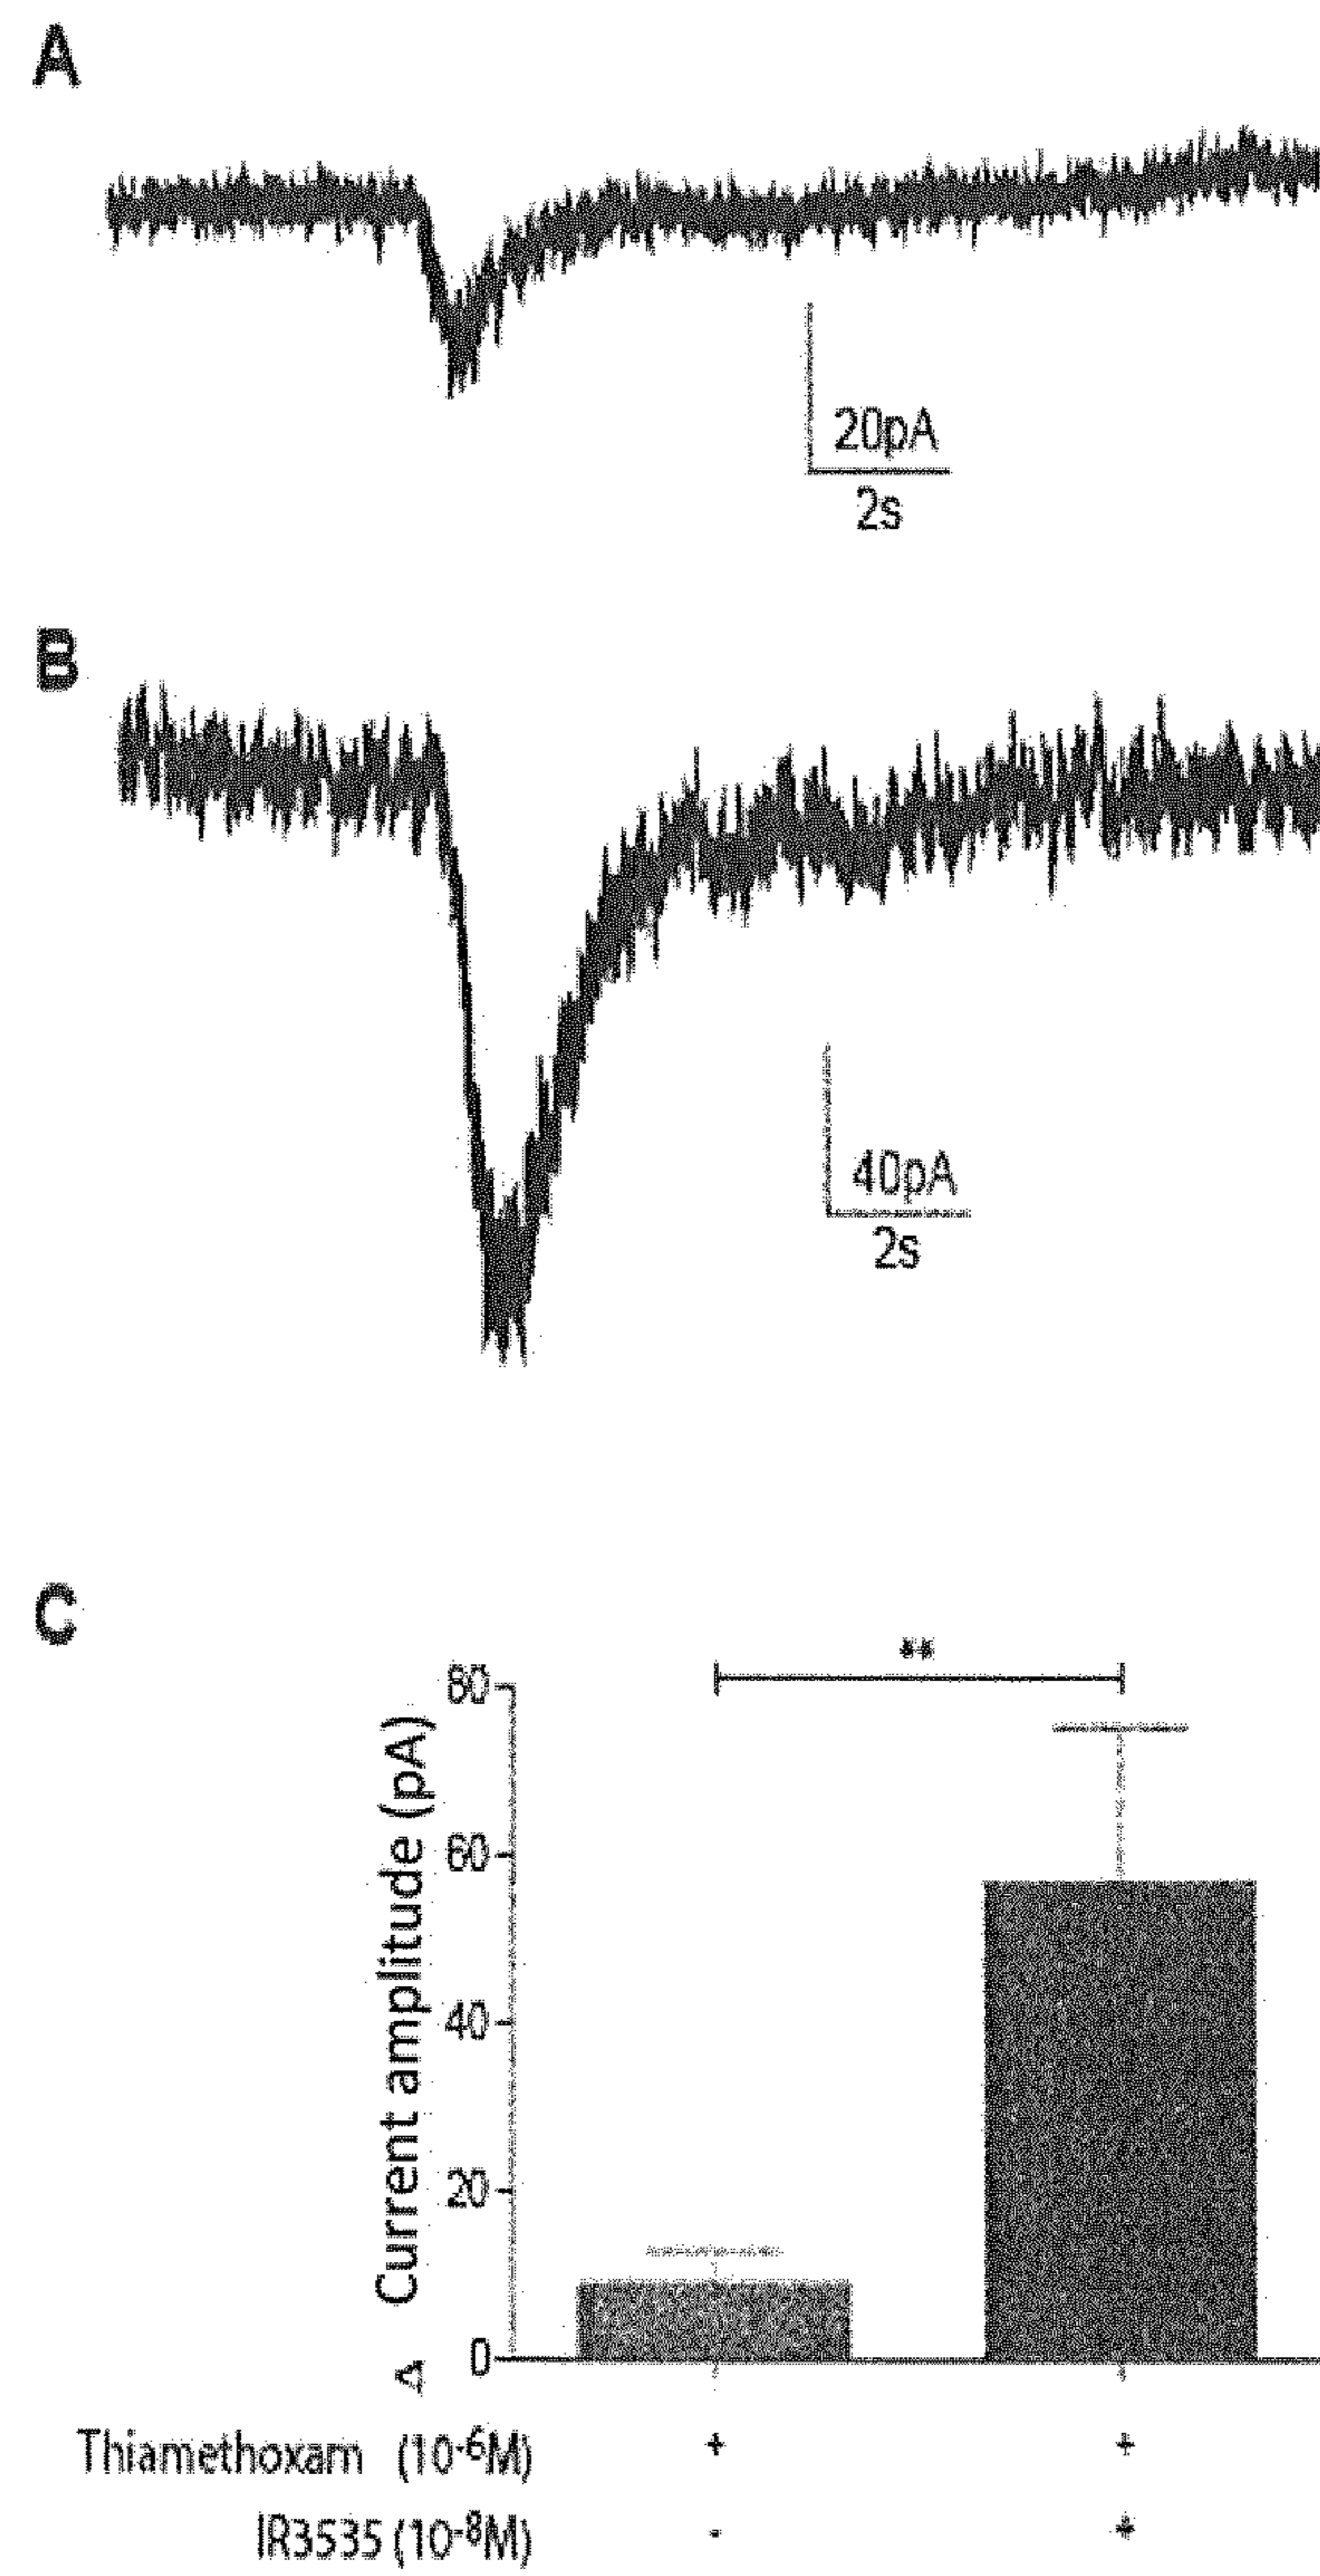 A
20pA
2s
B
40pA
2s
C
**
80
60
40
20
0
Δ Current amplitude (pA)
Thiamethoxam (10-6M) + +
IR3535 (10-8M) - +